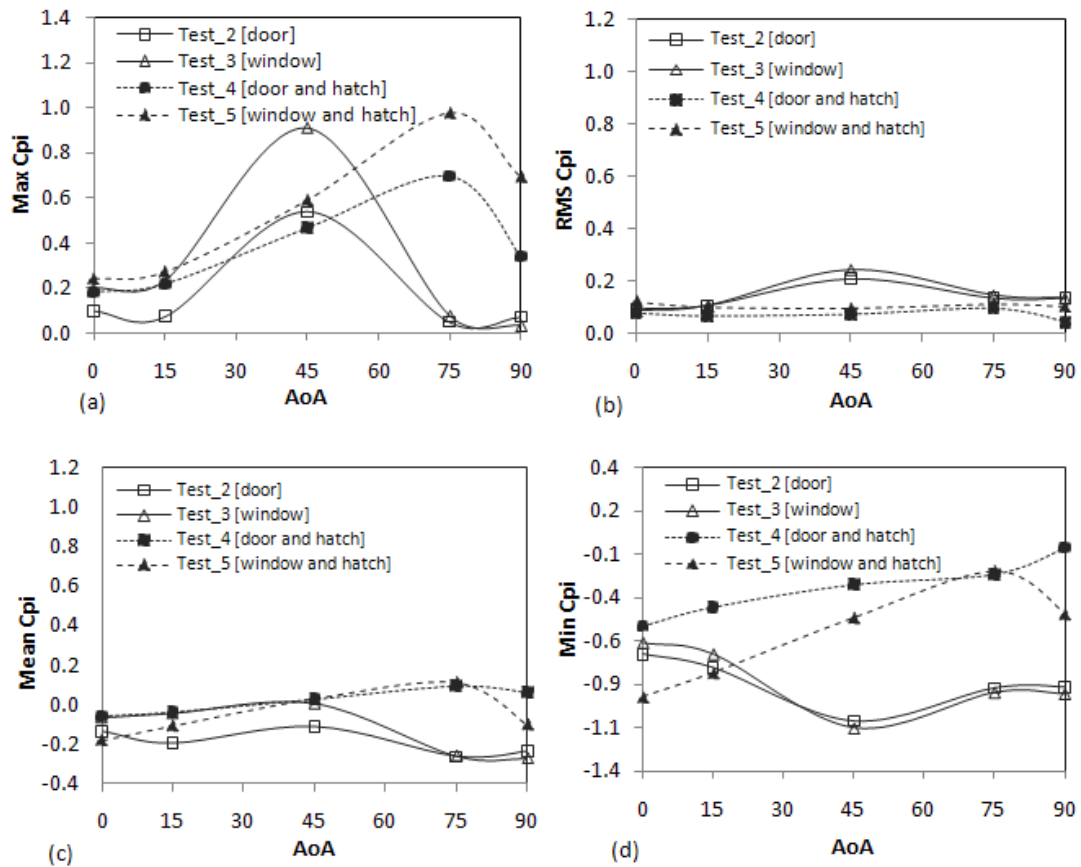 1.4
1.2
1.0
0.8
0.6
0.4
0.2
0.0
Max Cpi
Test_2 [door]
Test_3 [window]
Test_4 [door and hatch]
Test_5 [window and hatch]
0 15 30 45 60 75 90
AoA
(a)
1.2
1.0
0.8
0.6
0.4
0.2
0.0
RMS Cpi
Test_2 [door]
Test_3 [window]
Test_4 [door and hatch]
Test_5 [window and hatch]
0 15 30 45 60 75 90
AoA
(b)
1.2
1.0
0.8
0.6
0.4
0.2
0.0
-0.2
-0.4
Mean Cpi
Test_2 [door]
Test_3 [window]
Test_4 [door and hatch]
Test_5 [window and hatch]
0 15 30 45 60 75 90
AoA
(c)
0.4
0.2
-0.1
-0.4
-0.6
-0.9
-1.1
-1.4
Min Cpi
Test_2 [door]
Test_3 [window]
Test_4 [door and hatch]
Test_5 [window and hatch]
0 15 30 45 60 75 90
AoA
(d)